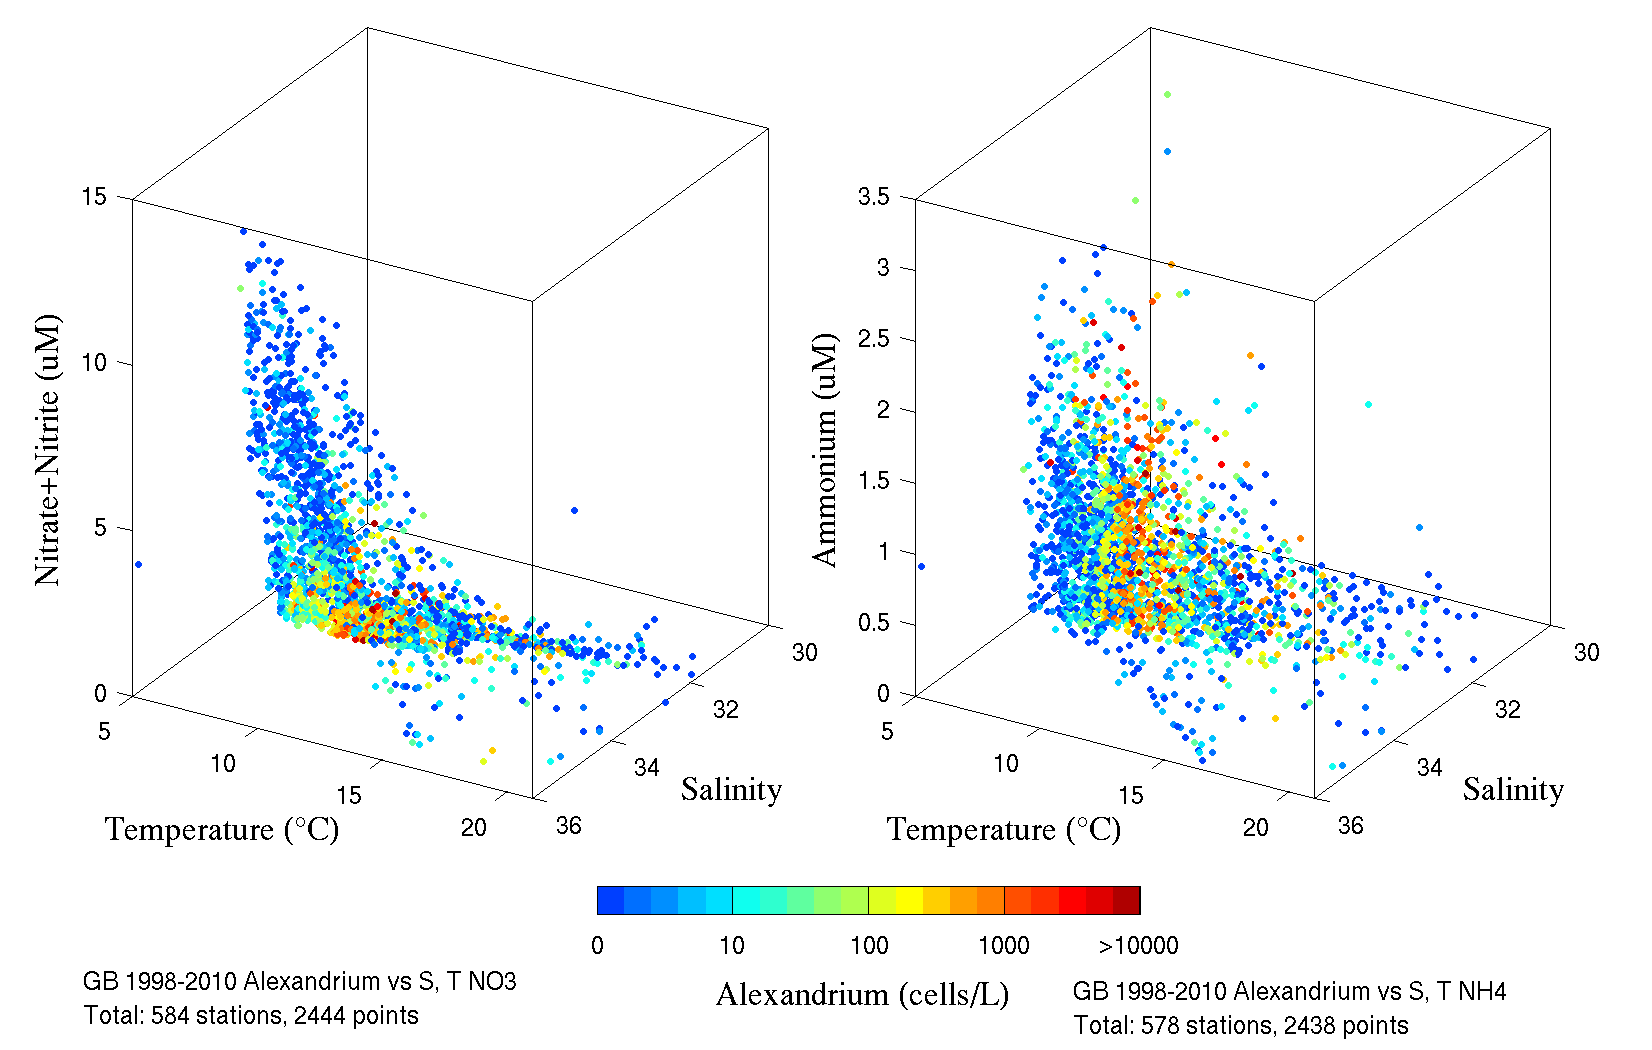 15
10
5
0
Nitrate+Nitrite (uM)
5
10
15
20
Temperature (°C)
30
32
34
36
Salinity
3.5
3
2.5
2
1.5
1
0.5
0
Ammonium (uM)
5
10
15
20
Temperature (°C)
30
32
34
36
Salinity
0 10 100 1000 >10000
Alexandrium (cells/L)
GB 1998-2010 Alexandrium vs S, T NO3
Total: 584 stations, 2444 points
GB 1998-2010 Alexandrium vs S, T NH4
Total: 578 stations, 2438 points